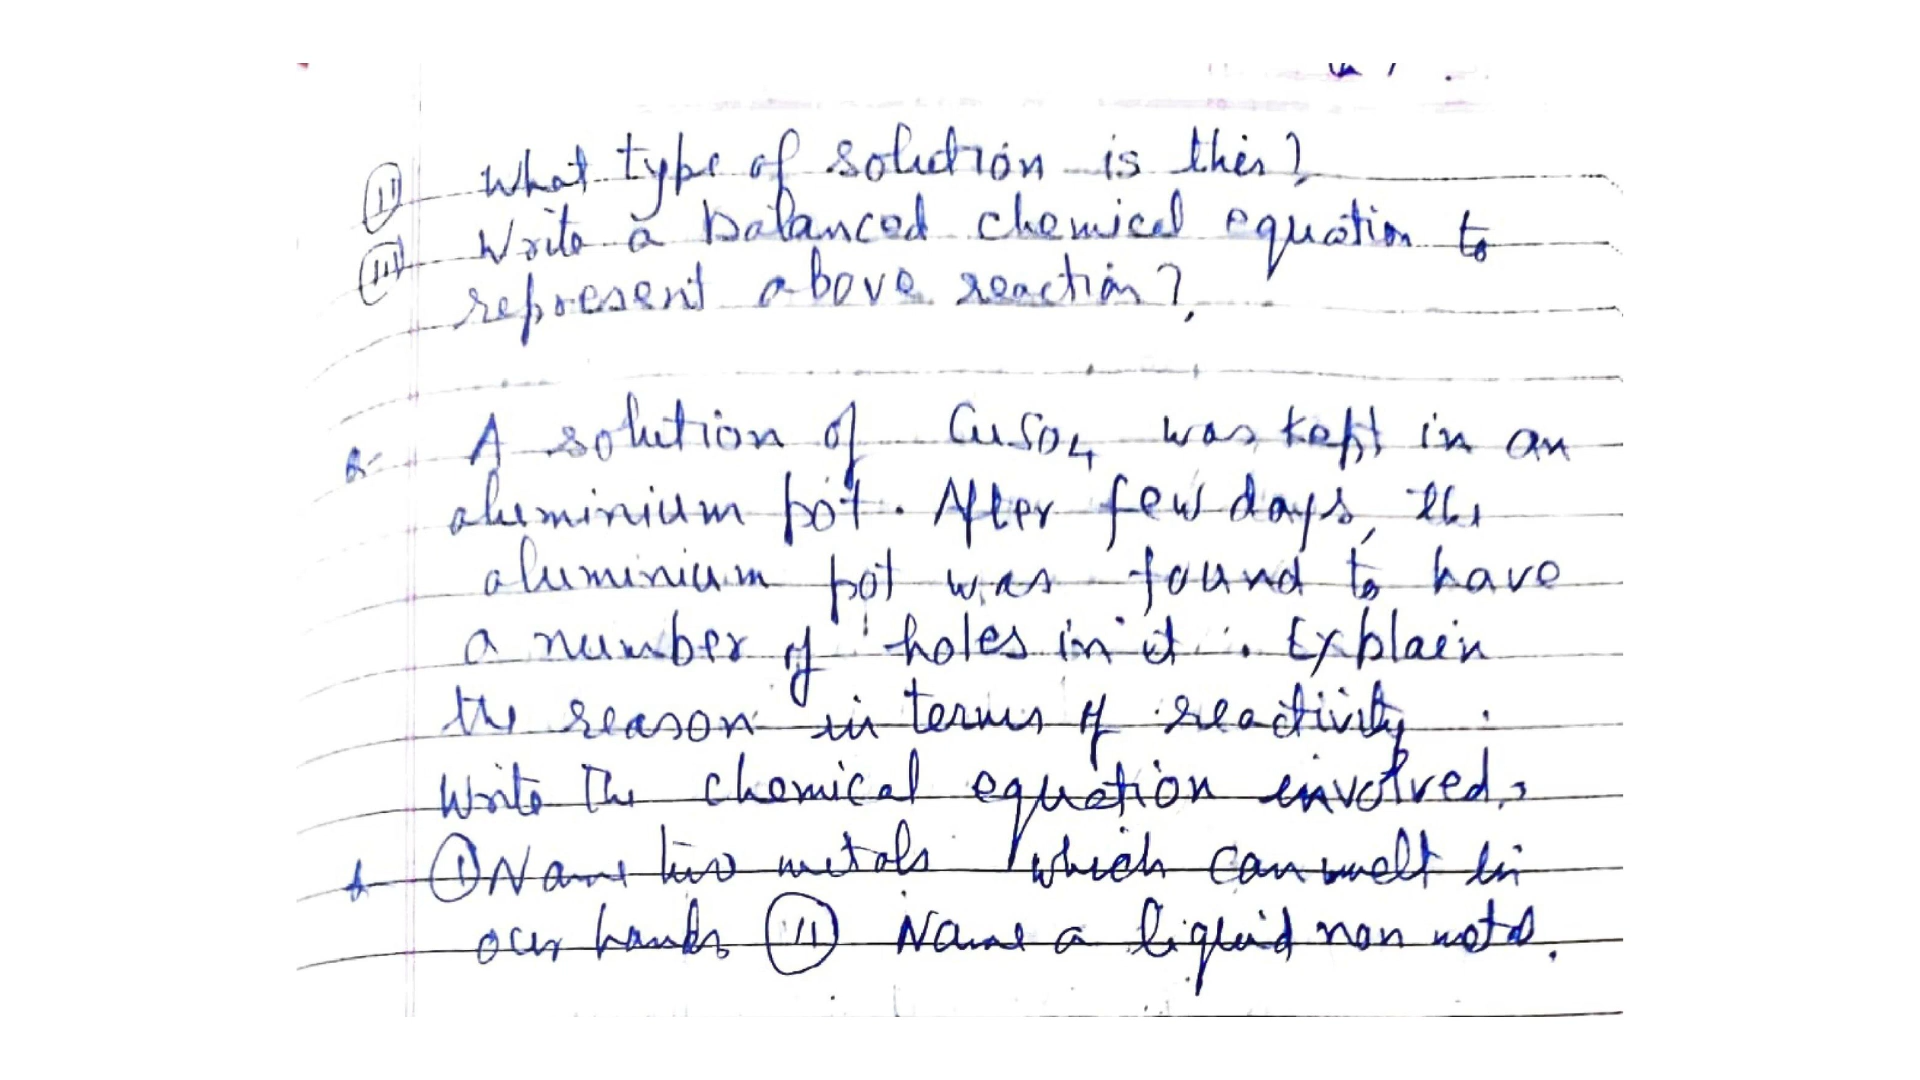 (ii) What type of solution is this?
(iii) Write a balanced chemical equation to
represent above reaction?
A solution of CuSO4 was kept in an
aluminium pot. After few days, the
aluminium pot was found to have
a number of holes in it. Explain
the reason in terms of reactivity.
Write the chemical equation involved.
(i) Name two metals which can melt in
our hands (ii) Name a liquid non metal.